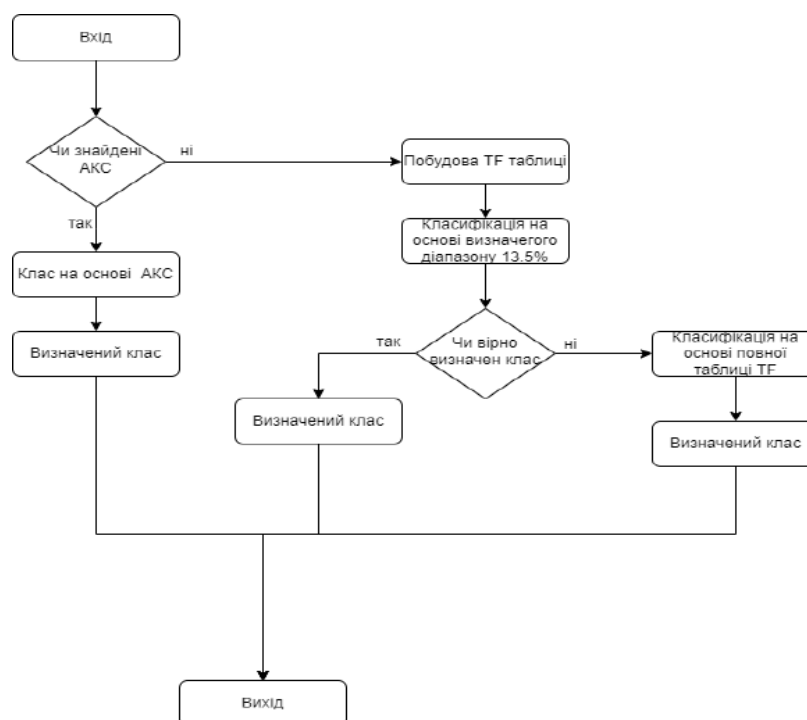 Вхід
Чи знайдені
АКС
ні
так
Побудова TF таблиці
Класифікація на
основі визначегого
діапазону 13.5%
Клас на основі АКС
Визначений клас
так
Чи вірно
визначен клас
ні
Класифікація на
основі повної
таблиці TF
Визначений клас
Визначений клас
Вихід